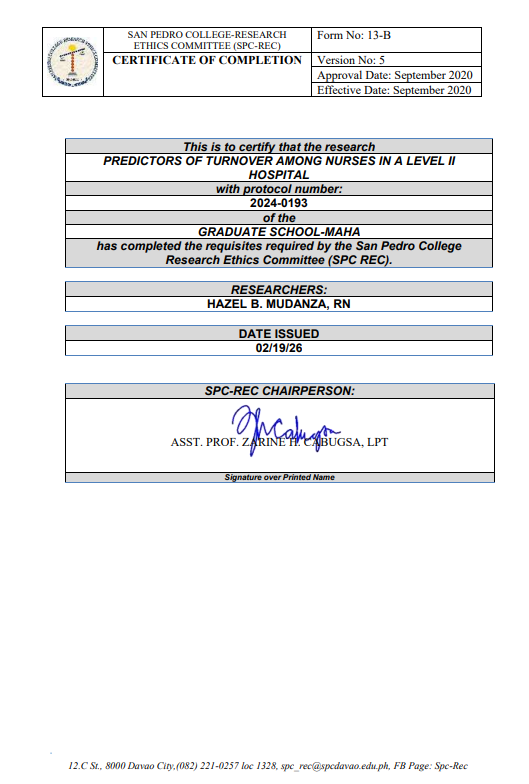 SAN PEDRO COLLEGE-RESEARCH
ETHICS COMMITTEE (SPC-REC)
CERTIFICATE OF COMPLETION
Form No: 13-B
Version No: 5
Approval Date: September 2020
Effective Date: September 2020
This is to certify that the research
PREDICTORS OF TURNOVER AMONG NURSES IN A LEVEL II
HOSPITAL
with protocol number:
2024-0193
of the
GRADUATE SCHOOL-MAHA
has completed the requisites required by the San Pedro College
Research Ethics Committee (SPC REC).
RESEARCHERS:
HAZEL B. MUDANZA, RN
DATE ISSUED
02/19/26
SPC-REC CHAIRPERSON:
ASST. PROF. ZARINE H. CABUGSA, LPT
Signature over Printed Name
12.C St., 8000 Davao City,(082) 221-0257 loc 1328, spc_rec@spcdavao.edu.ph, FB Page: Spc-Rec